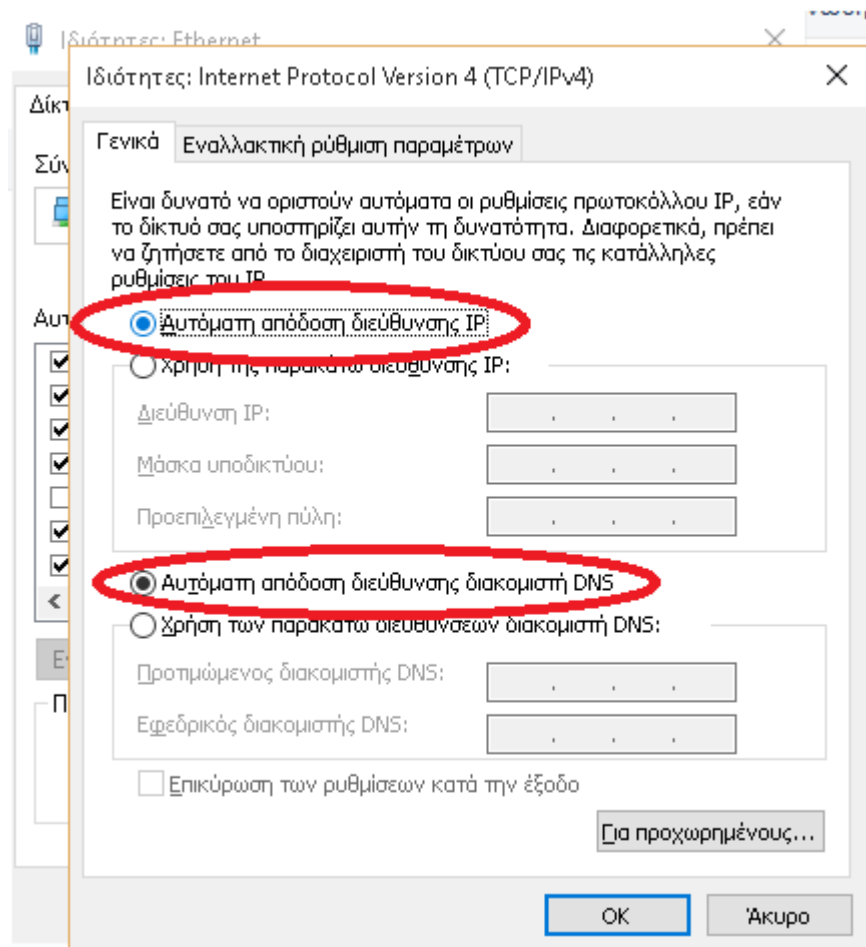 Ιδιότητες: Ethernet
Ιδιότητες: Internet Protocol Version 4 (TCP/IPv4)
Γενικά
Εναλλακτική ρύθμιση παραμέτρων
Είναι δυνατό να οριστούν αυτόματα οι ρυθμίσεις πρωτοκόλλου IP, εάν
το δίκτυό σας υποστηρίζει αυτήν τη δυνατότητα. Διαφορετικά, πρέπει
να ζητήσετε από το διαχειριστή του δικτύου σας τις κατάλληλες
ρυθμίσεις του IP
Αυτόματη απόδοση διεύθυνσης IP
Χρήση της παρακάτω διεύθυνσης IP:
Διεύθυνση IP:
Μάσκα υποδικτύου:
Προεπιλεγμένη πύλη:
Αυτόματη απόδοση διεύθυνσης διακομιστή DNS
Χρήση των παρακάτω διευθύνσεων διακομιστή DNS:
Προτιμώμενος διακομιστής DNS:
Εφεδρικός διακομιστής DNS:
Επικύρωση των ρυθμίσεων κατά την έξοδο
Για προχωρημένους...
OK
Άκυρο